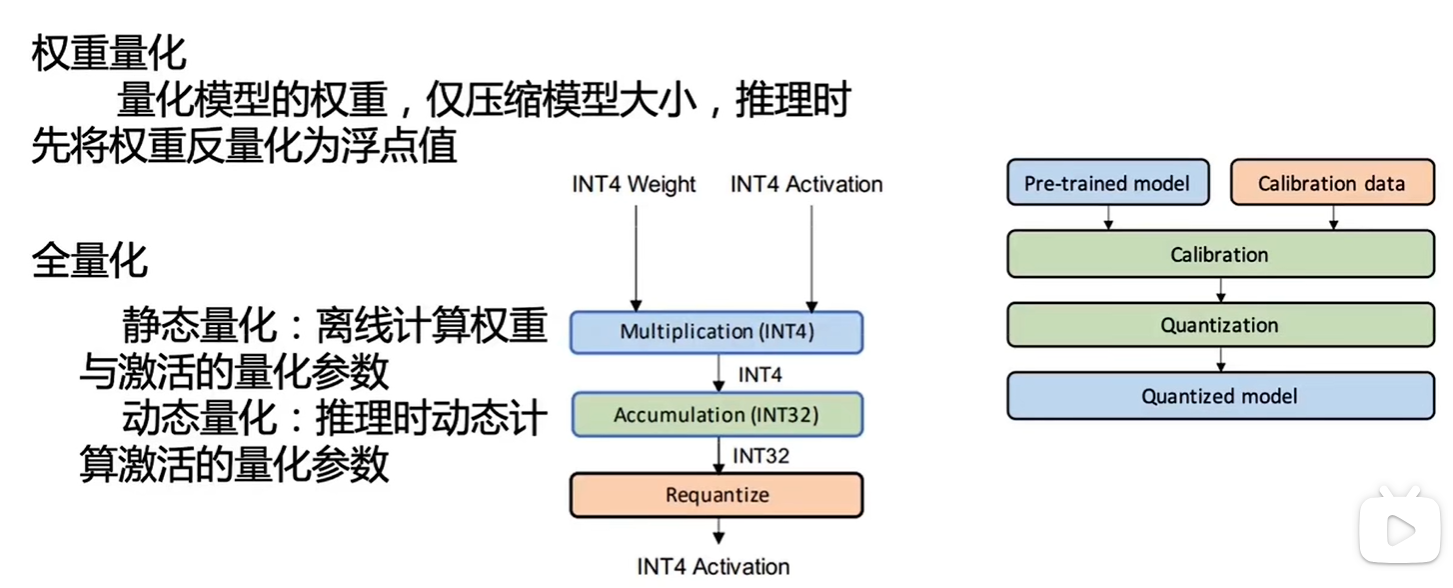 权重量化
量化模型的权重，仅压缩模型大小，推理时
先将权重反量化为浮点值
全量化
静态量化：离线计算权重
与激活的量化参数
动态量化：推理时动态计
算激活的量化参数
INT4 Weight
INT4 Activation
Multiplication (INT4)
INT4
Accumulation (INT32)
INT32
Requantize
INT4 Activation
Pre-trained model
Calibration data
Calibration
Quantization
Quantized model